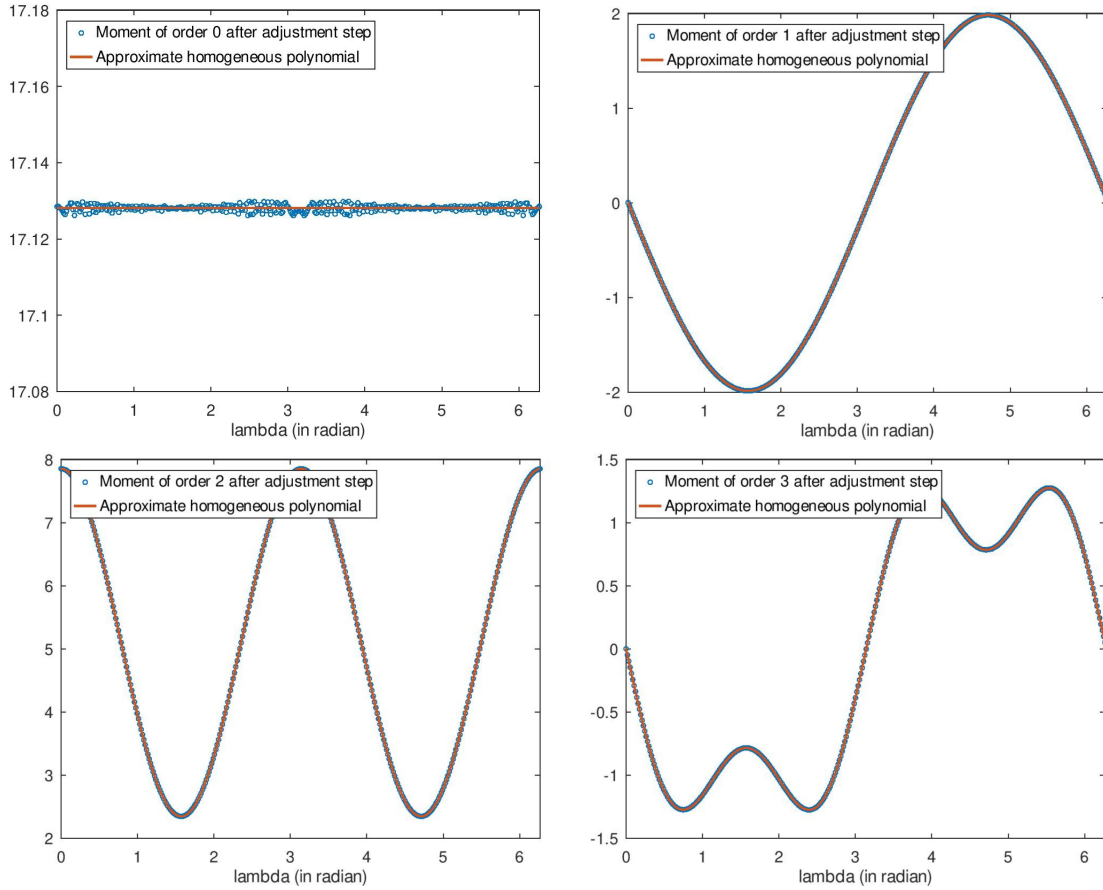 17.18
Moment of order 0 after adjustment step
Approximate homogeneous polynomial
17.16
17.14
17.12
17.1
17.08
0 1 2 3 4 5 6
lambda (in radian)
2
Moment of order 1 after adjustment step
Approximate homogeneous polynomial
1
0
-1
-2
0 1 2 3 4 5 6
lambda (in radian)
8
Moment of order 2 after adjustment step
Approximate homogeneous polynomial
7
6
5
4
3
2
0 1 2 3 4 5 6
lambda (in radian)
1.5
Moment of order 3 after adjustment step
Approximate homogeneous polynomial
1
0.5
0
-0.5
-1
-1.5
0 1 2 3 4 5 6
lambda (in radian)